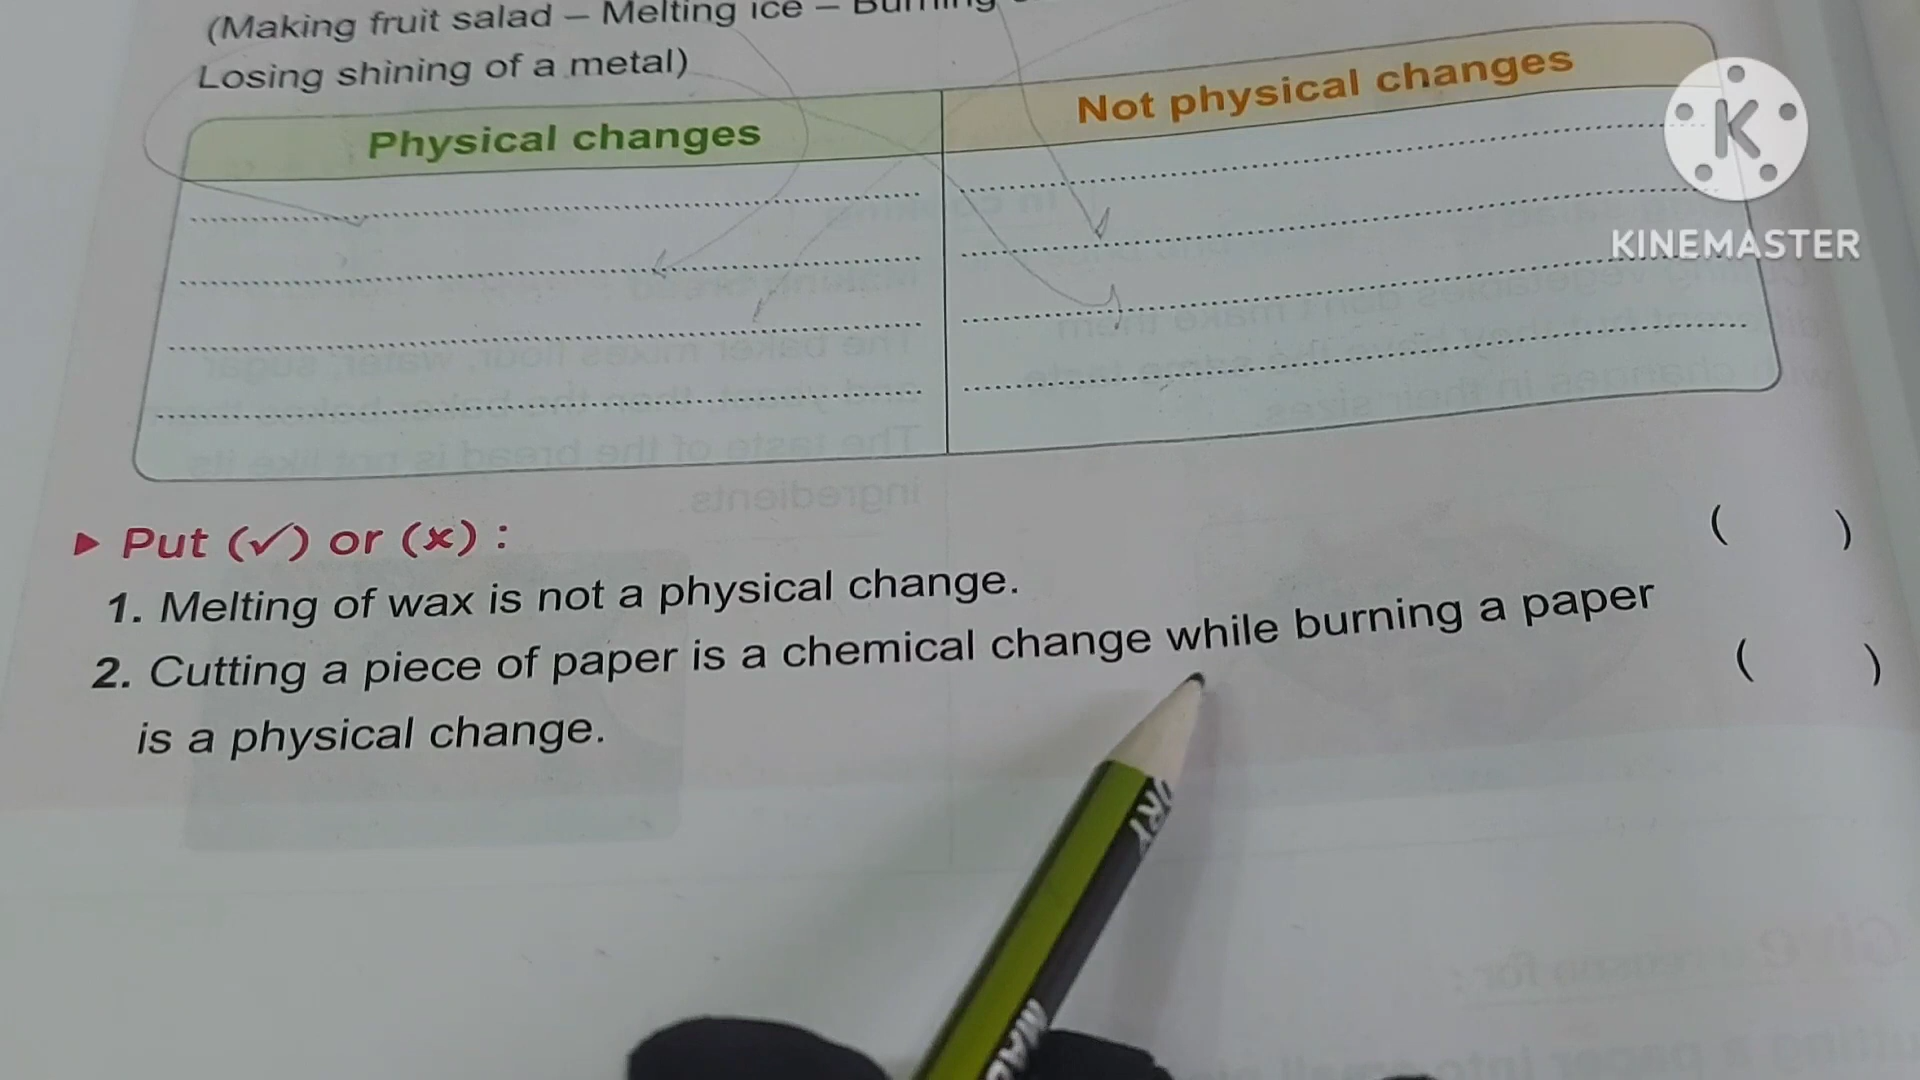 (Making fruit salad – Melting ice – Burning
Losing shining of a metal)
Physical changes
Not physical changes
K
KINEMASTER
▶ Put (✓) or (×) :
1. Melting of wax is not a physical change. ( )
2. Cutting a piece of paper is a chemical change while burning a paper ( )
is a physical change.